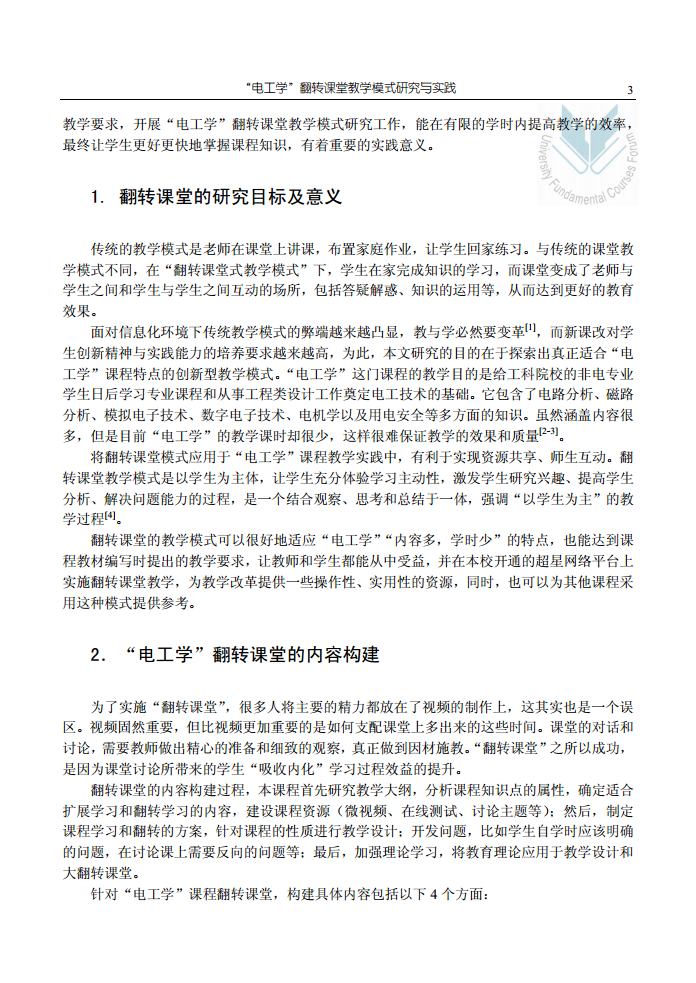 “电工学”翻转课堂教学模式研究与实践 3
教学要求，开展“电工学”翻转课堂教学模式研究工作，能在有限的学时内提高教学的效率，
最终让学生更好更快地掌握课程知识，有着重要的实践意义。
University Fundamental Courses Forum
1. 翻转课堂的研究目标及意义
传统的教学模式是老师在课堂上讲课，布置家庭作业，让学生回家练习。与传统的课堂教
学模式不同，在“翻转课堂式教学模式”下，学生在家完成知识的学习，而课堂变成了老师与
学生之间和学生与学生之间互动的场所，包括答疑解惑、知识的运用等，从而达到更好的教育
效果。
面对信息化环境下传统教学模式的弊端越来越凸显，教与学必然要变革[1]，而新课改对学
生创新精神与实践能力的培养要求越来越高，为此，本文研究的目的在于探索出真正适合“电
工学”课程特点的创新型教学模式。“电工学”这门课程的教学目的是给工科院校的非电专业
学生日后学习专业课程和从事工程类设计工作奠定电工技术的基础。它包含了电路分析、磁路
分析、模拟电子技术、数字电子技术、电机学以及用电安全等多方面的知识。虽然涵盖内容很
多，但是目前“电工学”的教学课时却很少，这样很难保证教学的效果和质量[2-3]。
将翻转课堂模式应用于“电工学”课程教学实践中，有利于实现资源共享、师生互动。翻
转课堂教学模式是以学生为主体，让学生充分体验学习主动性，激发学生研究兴趣、提高学生
分析、解决问题能力的过程，是一个结合观察、思考和总结于一体，强调“以学生为主”的教
学过程[4]。
翻转课堂的教学模式可以很好地适应“电工学”“内容多，学时少”的特点，也能达到课
程教材编写时提出的教学要求，让教师和学生都能从中受益，并在本校开通的超星网络平台上
实施翻转课堂教学，为教学改革提供一些操作性、实用性的资源，同时，也可以为其他课程采
用这种模式提供参考。
2. “电工学”翻转课堂的内容构建
为了实施“翻转课堂”，很多人将主要的精力都放在了视频的制作上，这其实也是一个误
区。视频固然重要，但比视频更加重要的是如何支配课堂上多出来的这些时间。课堂的对话和
讨论，需要教师做出精心的准备和细致的观察，真正做到因材施教。“翻转课堂”之所以成功，
是因为课堂讨论所带来的学生“吸收内化”学习过程效益的提升。
翻转课堂的内容构建过程，本课程首先研究教学大纲，分析课程知识点的属性，确定适合
扩展学习和翻转学习的内容，建设课程资源（微视频、在线测试、讨论主题等）；然后，制定
课程学习和翻转的方案，针对课程的性质进行教学设计；开发问题，比如学生自学时应该明确
的问题，在讨论课上需要反向的问题等；最后，加强理论学习，将教育理论应用于教学设计和
大翻转课堂。
针对“电工学”课程翻转课堂，构建具体内容包括以下 4 个方面：